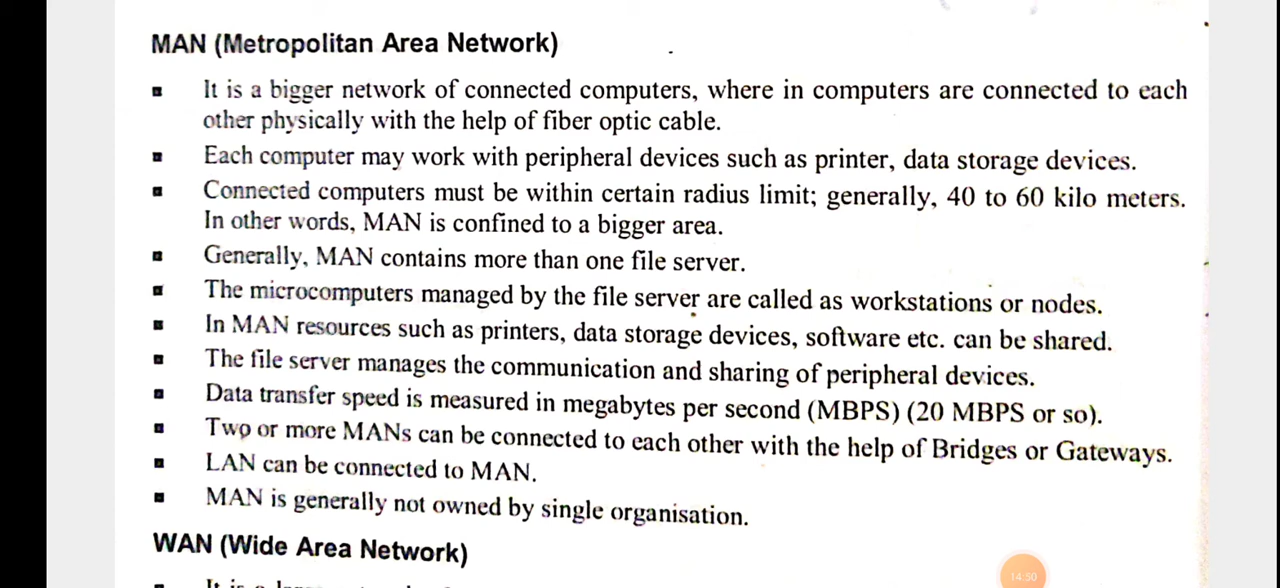 MAN (Metropolitan Area Network)
▪ It is a bigger network of connected computers, where in computers are connected to each
other physically with the help of fiber optic cable.
▪ Each computer may work with peripheral devices such as printer, data storage devices.
▪ Connected computers must be within certain radius limit; generally, 40 to 60 kilo meters.
In other words, MAN is confined to a bigger area.
▪ Generally, MAN contains more than one file server.
▪ The microcomputers managed by the file server are called as workstations or nodes.
▪ In MAN resources such as printers, data storage devices, software etc. can be shared.
▪ The file server manages the communication and sharing of peripheral devices.
▪ Data transfer speed is measured in megabytes per second (MBPS) (20 MBPS or so).
▪ Two or more MANs can be connected to each other with the help of Bridges or Gateways.
▪ LAN can be connected to MAN.
▪ MAN is generally not owned by single organisation.
WAN (Wide Area Network)
▪ It is a
14:50